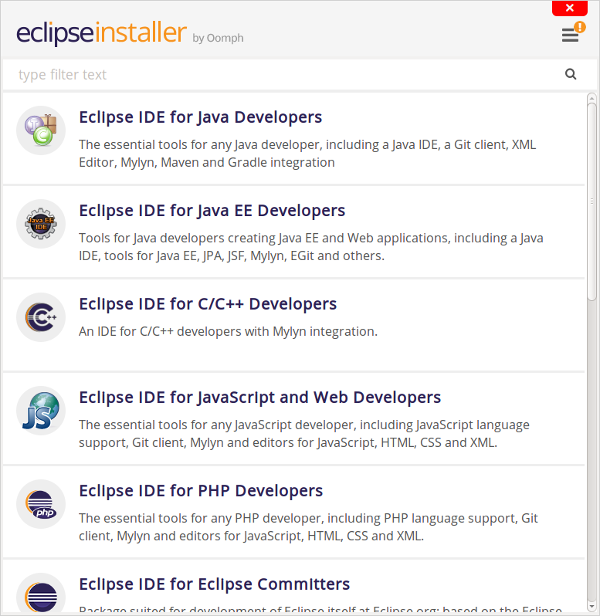 eclipseinstaller by Oomph
!
type filter text
Eclipse IDE for Java Developers
The essential tools for any Java developer, including a Java IDE, a Git client, XML
Editor, Mylyn, Maven and Gradle integration
Java EE
IDE
Eclipse IDE for Java EE Developers
Tools for Java developers creating Java EE and Web applications, including a Java
IDE, tools for Java EE, JPA, JSF, Mylyn, EGit and others.
C++
Eclipse IDE for C/C++ Developers
An IDE for C/C++ developers with Mylyn integration.
JS
Eclipse IDE for JavaScript and Web Developers
The essential tools for any JavaScript developer, including JavaScript language
support, Git client, Mylyn and editors for JavaScript, HTML, CSS and XML.
php
Eclipse IDE for PHP Developers
The essential tools for any PHP developer, including PHP language support, Git
client, Mylyn and editors for JavaScript, HTML, CSS and XML.
Eclipse IDE for Eclipse Committers
Package suited for development of Eclipse itself at Eclipse.org; based on the Eclipse